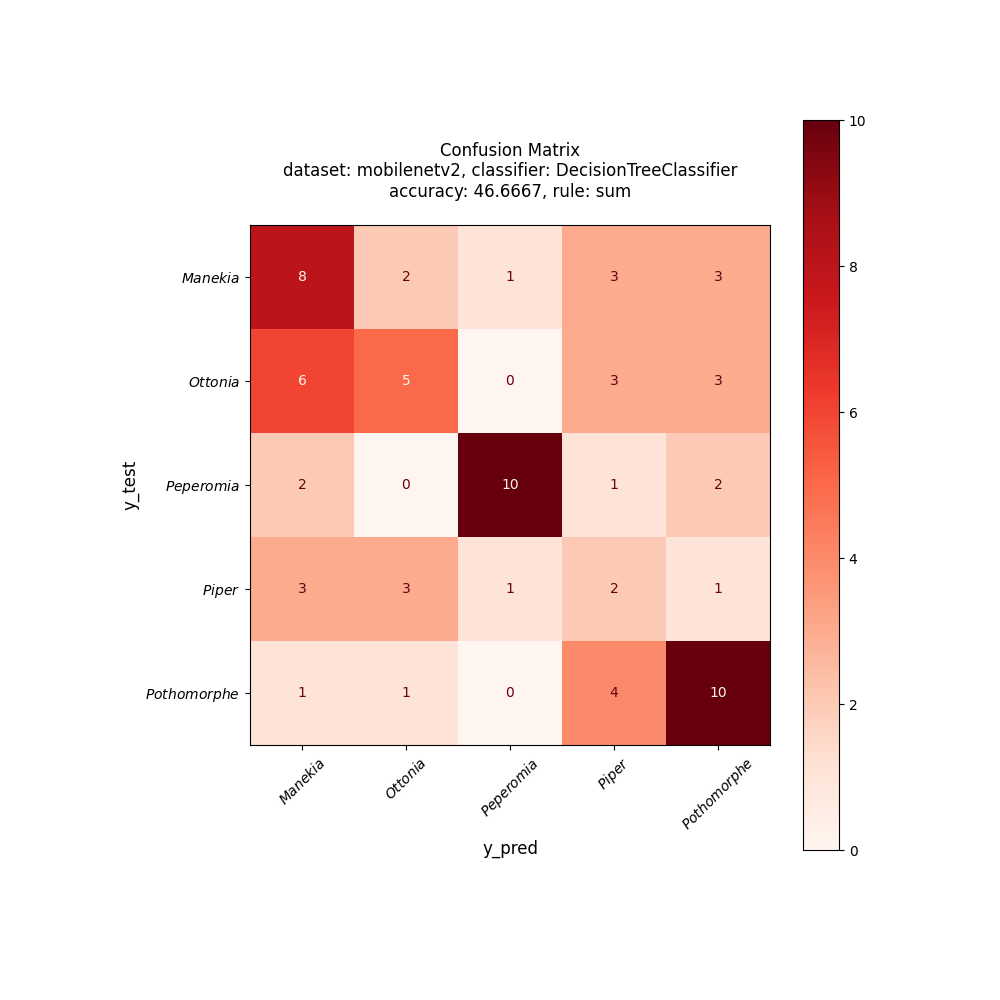 Confusion Matrix
dataset: mobilenetv2, classifier: DecisionTreeClassifier
accuracy: 46.6667, rule: sum
y_test
Manekia 8 2 1 3 3
Ottonia 6 5 0 3 3
Peperomia 2 0 10 1 2
Piper 3 3 1 2 1
Pothomorphe 1 1 0 4 10
Manekia Ottonia Peperomia Piper Pothomorphe
y_pred
10
8
6
4
2
0